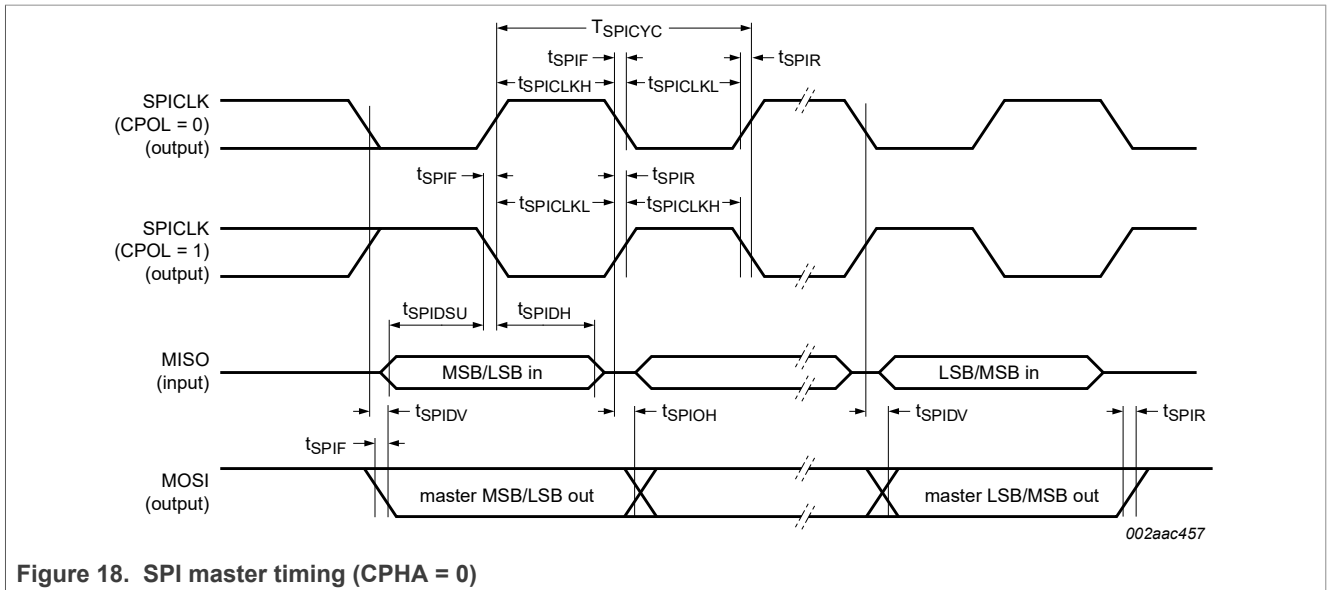 TSPICYC
tSPIF
tSPIR
tSPICLKH
tSPICLKL
SPICLK
(CPOL = 0)
(output)
tSPIF
tSPIR
tSPICLKL
tSPICLKH
SPICLK
(CPOL = 1)
(output)
tSPIDSU
tSPIDH
MISO
(input)
MSB/LSB in
LSB/MSB in
tSPIDV
tSPIOH
tSPIDV
tSPIR
tSPIF
MOSI
(output)
master MSB/LSB out
master LSB/MSB out
002aac457
Figure 18. SPI master timing (CPHA = 0)